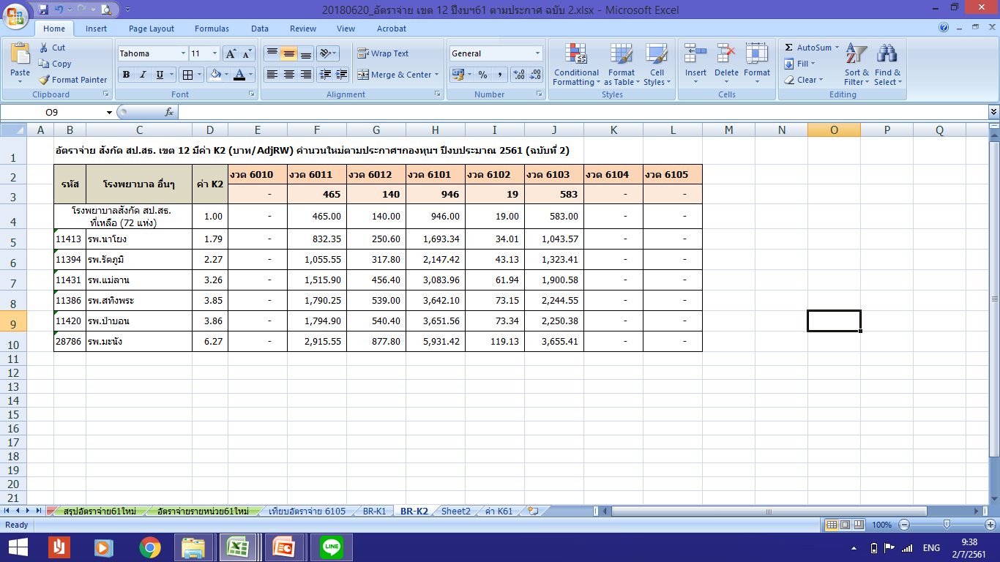 20180620_อัตราจ่าย เขต 12 ปีงบฯ61 ตามประกาศ ฉบับ 2.xlsx - Microsoft Excel
Home Insert Page Layout Formulas Data Review View Acrobat
Paste Cut Copy Format Painter Clipboard
Tahoma 11 B I U A Font
Wrap Text Merge & Center Alignment
General % , Number
Conditional Formatting Format as Table Cell Styles Styles
Insert Delete Format Cells
Σ AutoSum Fill Clear Sort & Filter Find & Select Editing
O9 fx
A B C D E F G H I J K L M N O P Q
1 อัตราจ่าย สังกัด สป.สธ. เขต 12 มีค่า K2 (บาท/AdjRW) คำนวนใหม่ตามประกาศฯกองทุนฯ ปีงบประมาณ 2561 (ฉบับที่ 2)
2 รหัส โรงพยาบาล อื่นๆ ค่า K2 งวด 6010 งวด 6011 งวด 6012 งวด 6101 งวด 6102 งวด 6103 งวด 6104 งวด 6105
3 - 465 140 946 19 583 - -
4 โรงพยาบาลสังกัด สป.สธ. ที่เหลือ (72 แห่ง) 1.00 - 465.00 140.00 946.00 19.00 583.00 - -
5 11413 รพ.นาโยง 1.79 - 832.35 250.60 1,693.34 34.01 1,043.57 - -
6 11394 รพ.รัตภูมิ 2.27 - 1,055.55 317.80 2,147.42 43.13 1,323.41 - -
7 11431 รพ.แม่ลาน 3.26 - 1,515.90 456.40 3,083.96 61.94 1,900.58 - -
8 11386 รพ.สทิงพระ 3.85 - 1,790.25 539.00 3,642.10 73.15 2,244.55 - -
9 11420 รพ.ป่าบอน 3.86 - 1,794.90 540.40 3,651.56 73.34 2,250.38 - -
10 28786 รพ.มะนัง 6.27 - 2,915.55 877.80 5,931.42 119.13 3,655.41 - -
11
12
13
14
15
16
17
18
19
20
21
สรุปอัตราจ่าย61ใหม่ อัตราจ่ายรายหน่วย61ใหม่ เทียบอัตราจ่าย 6105 BR-K1 BR-K2 Sheet2 ค่า K61
Ready 100%
LINE ENG 9:38
2/7/2561